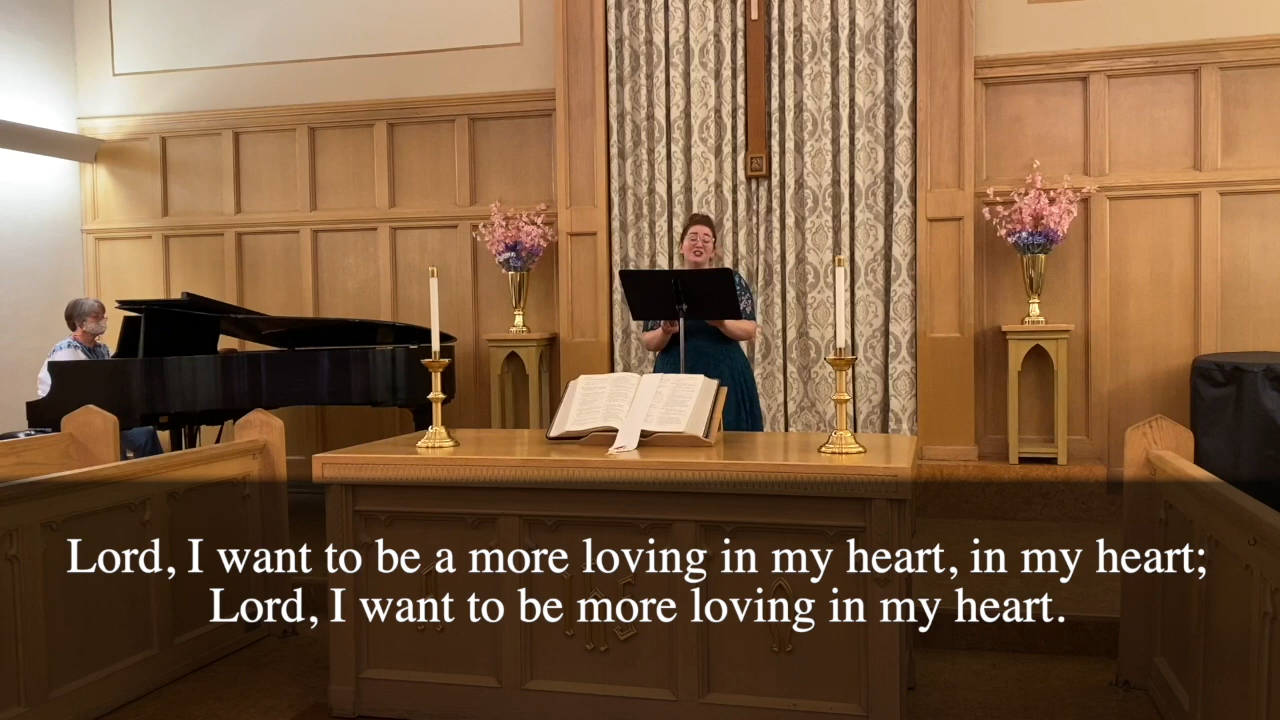 Lord, I want to be a more loving in my heart, in my heart;
Lord, I want to be more loving in my heart.